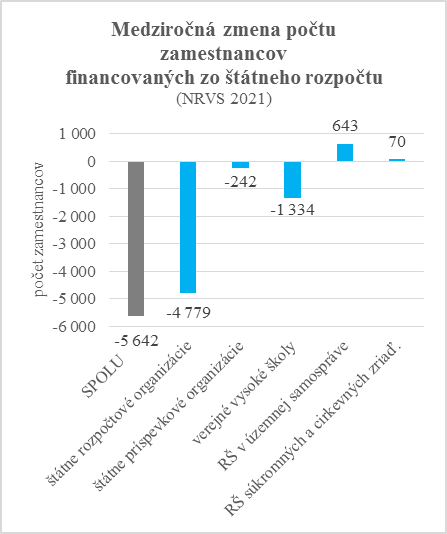 Medziročná zmena počtu
zamestnancov
financovaných zo štátneho rozpočtu
(NRVS 2021)
počet zamestnancov
1 000
0
-1 000
-2 000
-3 000
-4 000
-5 000
-6 000
-5 642
-4 779
-242
-1 334
643
70
SPOLU
štátne rozpočtové organizácie
štátne príspevkové organizácie
verejné vysoké školy
RŠ v územnej samospráve
RŠ súkromných a cirkevných zriaď.